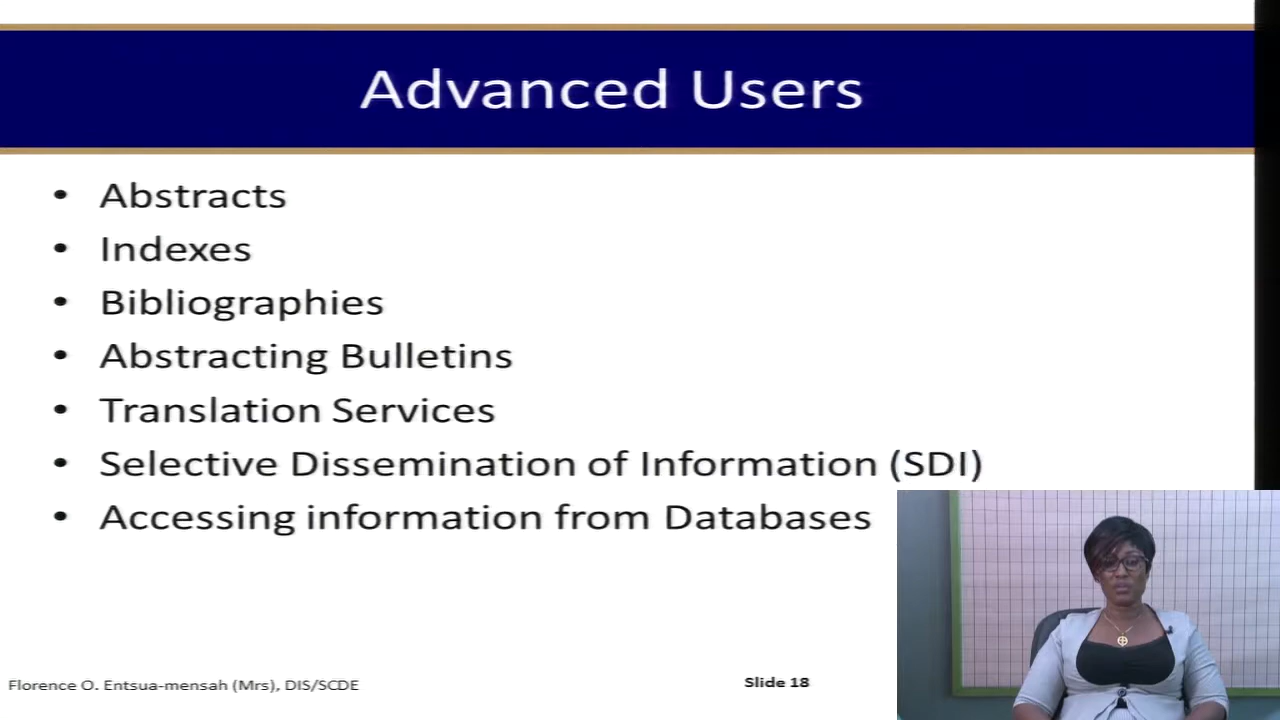 Advanced Users
• Abstracts
• Indexes
• Bibliographies
• Abstracting Bulletins
• Translation Services
• Selective Dissemination of Information (SDI)
• Accessing information from Databases
Florence O. Entsua-mensah (Mrs), DIS/SCDE
Slide 18